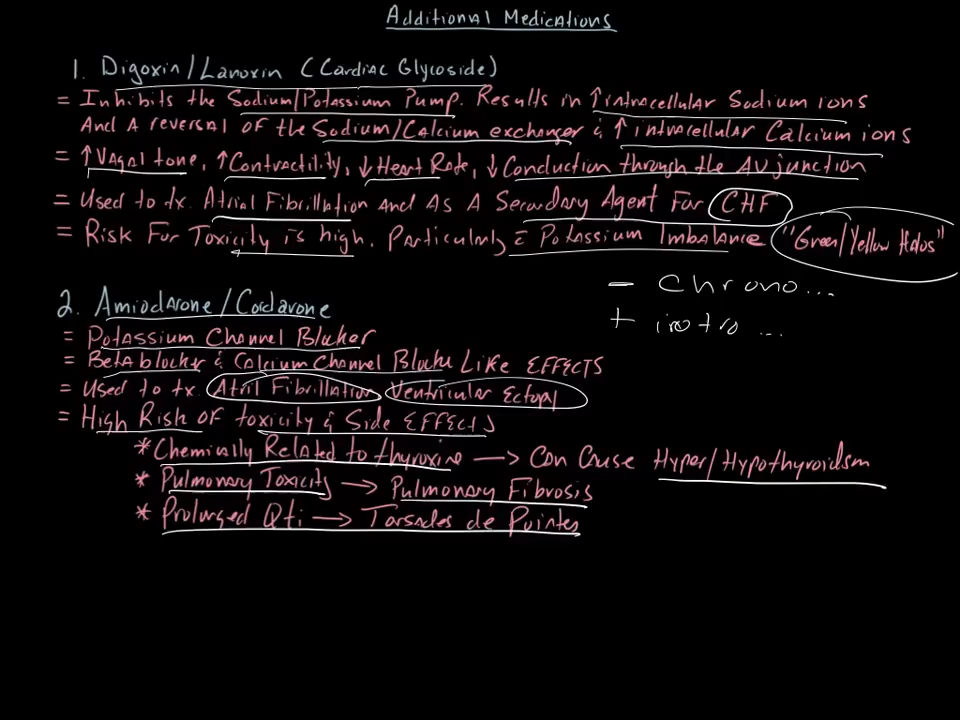 Additional Medications
1. Digoxin/Lanoxin (Cardiac Glycoside)
= Inhibits the Sodium/Potassium Pump. Results in ↑intracellular Sodium ions
And A reversal of the Sodium/Calcium exchanger & ↑ intracellular Calcium ions
= ↑Vagal tone, ↑Contractility, ↓Heart Rate, ↓Conduction through the AV junction
= Used to tx. Atrial Fibrillation And As A Secondary Agent For CHF
= Risk For Toxicity is high. Particularly c̄ Potassium Imbalance "Green/Yellow Halos"
- Chrono...
+ inotro...
2. Amiodarone/Cordarone
= Potassium Channel Blocker
= Beta blocker & Calcium Channel Blocker Like EFFECTS
= Used to tx. Atril Fibrillation Ventricular Ectopy
= High Risk of toxicity & Side EFFECTS
* Chemically Related to thyroxine → Can Cause Hyper/Hypothyroidsm
* Pulmonary Toxicity → Pulmonary Fibrosis
* Prolonged Qti → Torsades de Pointes